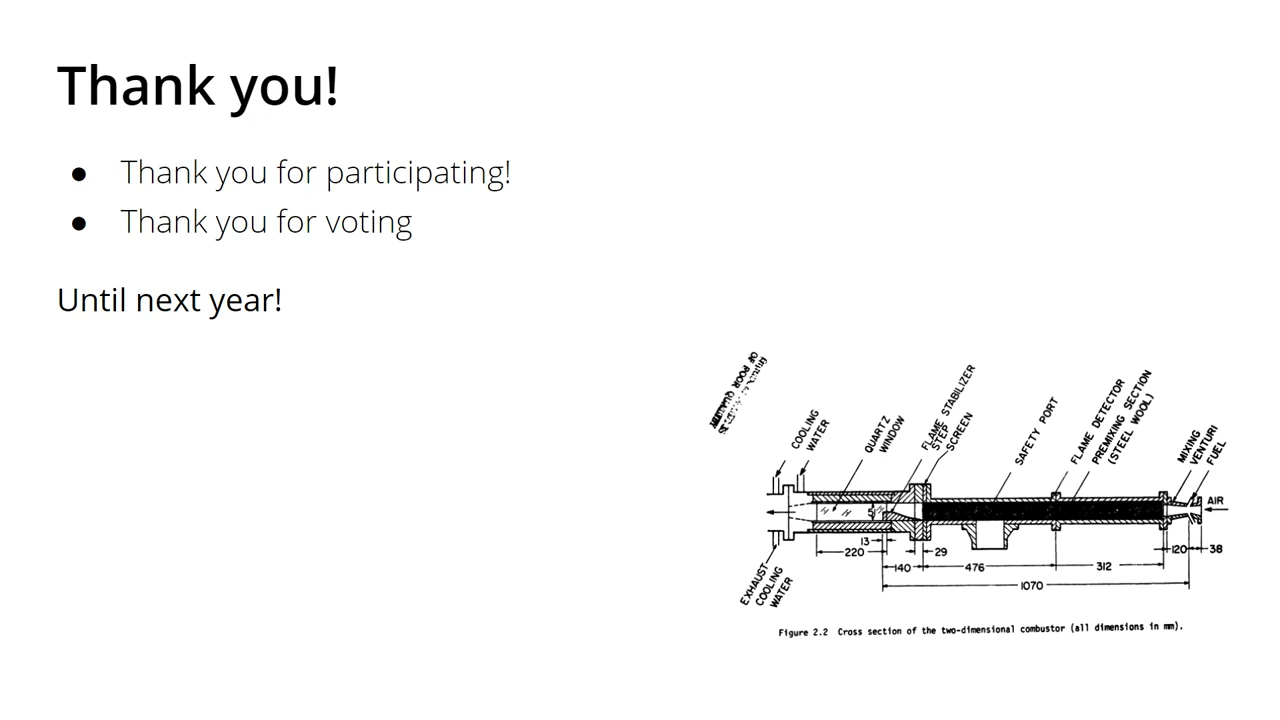 Thank you!
● Thank you for participating!
● Thank you for voting
Until next year!
OF POOR QUALITY
COOLING
WATER
QUARTZ
WINDOW
FLAME STABILIZER
STEP
SCREEN
SAFETY PORT
FLAME DETECTOR
PREMIXING SECTION
(STEEL WOOL)
MIXING
VENTURI
FUEL
AIR
13
220
29
140
476
312
120
38
1070
EXHAUST
COOLING
WATER
Figure 2.2 Cross section of the two-dimensional combustor (all dimensions in mm).